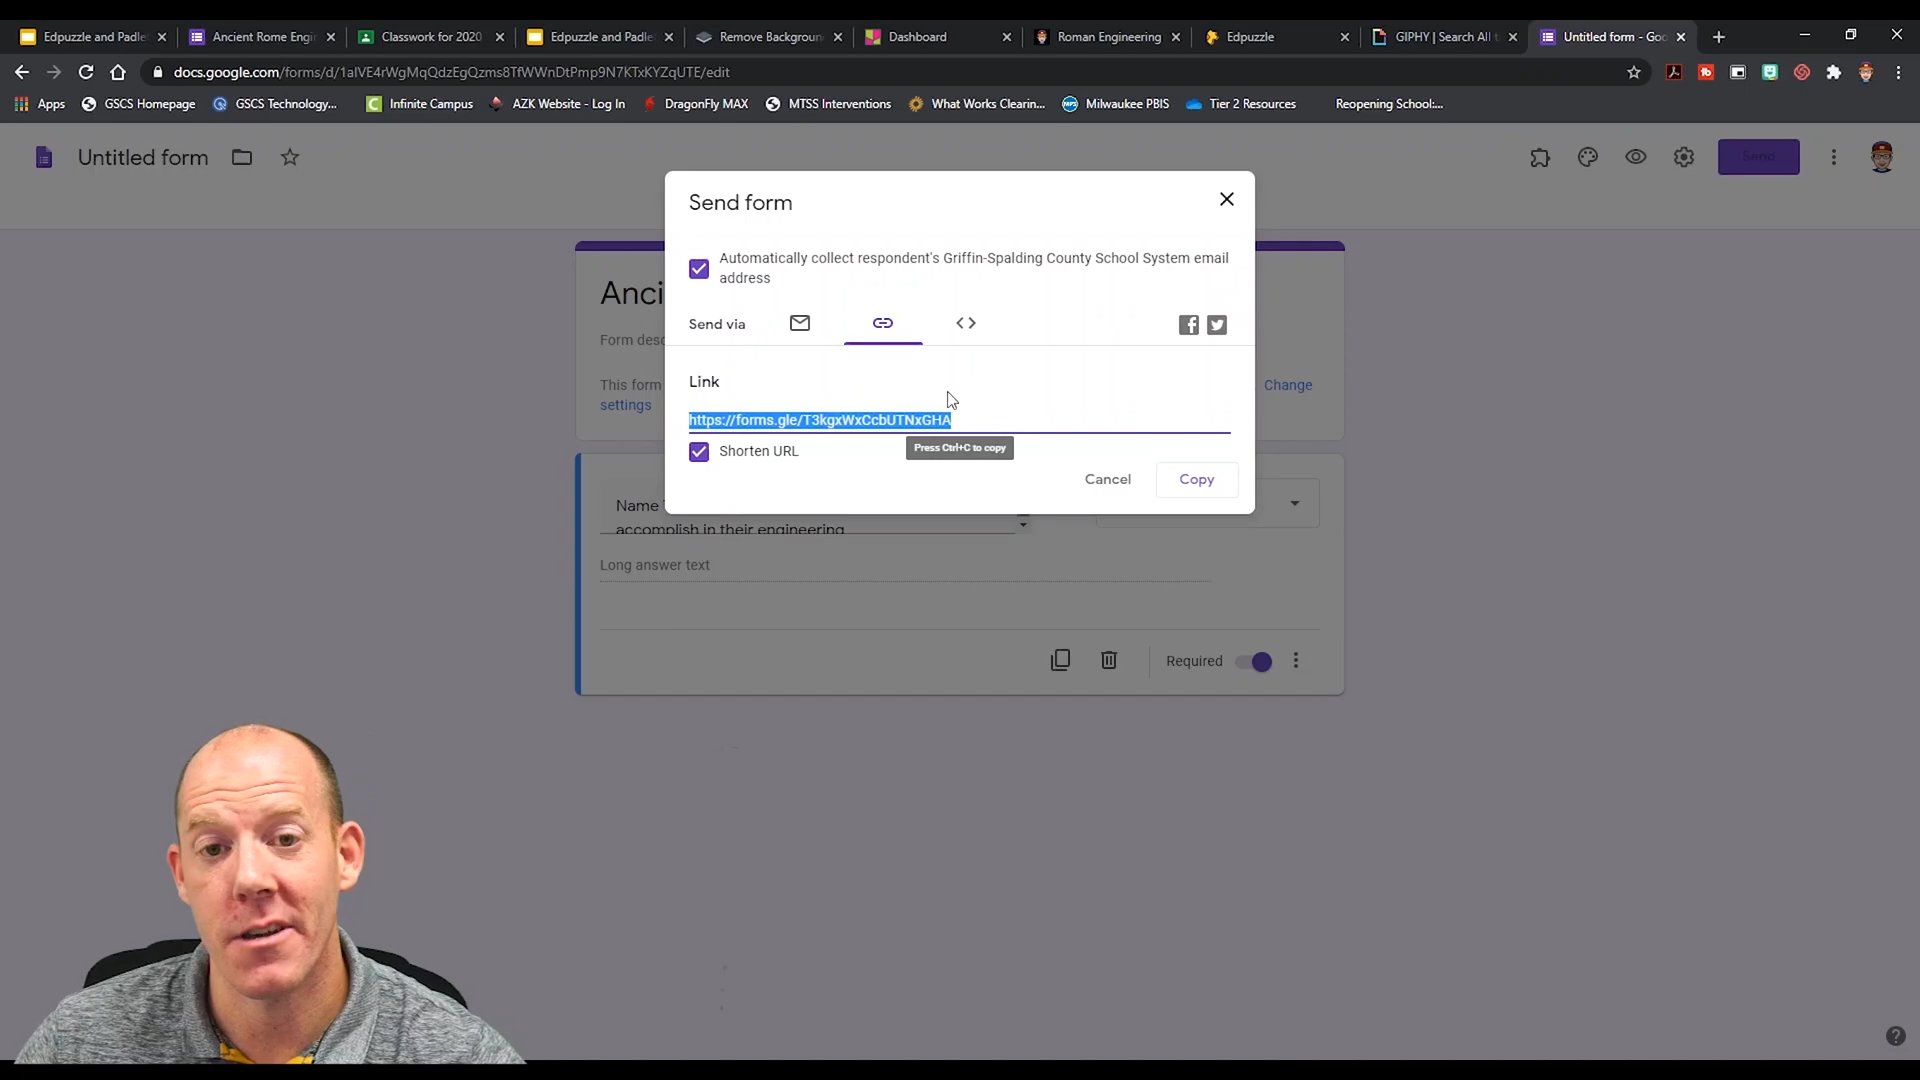 Edpuzzle and Padle
Ancient Rome Engi
Classwork for 2020
Edpuzzle and Padle
Remove Backgroun
Dashboard
Roman Engineering
Edpuzzle
GIPHY | Search All t
Untitled form - Goo
docs.google.com/forms/d/1alVE4rWgMqQdzEgQzms8TfWWnDtPmp9N7KTxKYZqUTE/edit
Apps
GSCS Homepage
GSCS Technology...
Infinite Campus
AZK Website - Log In
DragonFly MAX
MTSS Interventions
What Works Clearin...
Milwaukee PBIS
Tier 2 Resources
Reopening School:...
Untitled form
Send
Send form
Automatically collect respondent's Griffin-Spalding County School System email
address
Send via
Link
https://forms.gle/T3kgxWxCcbUTNxGHA
Press Ctrl+C to copy
Shorten URL
Cancel
Copy
Anci
Form desc
This form
Change
settings
Name
accomplish in their engineering
Long answer text
Required